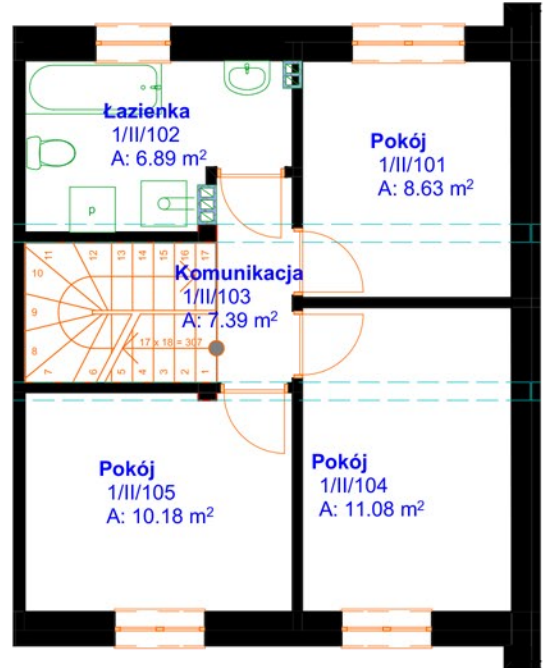 Łazienka
1/II/102
A: 6.89 m²
Pokój
1/II/101
A: 8.63 m²
p
Komunikacja
1/II/103
A: 7.39 m²
11
12
13
14
15
16
17
10
9
8
7
6
5
4
3
2
1
17 x 18 = 307
Pokój
1/II/105
A: 10.18 m²
Pokój
1/II/104
A: 11.08 m²